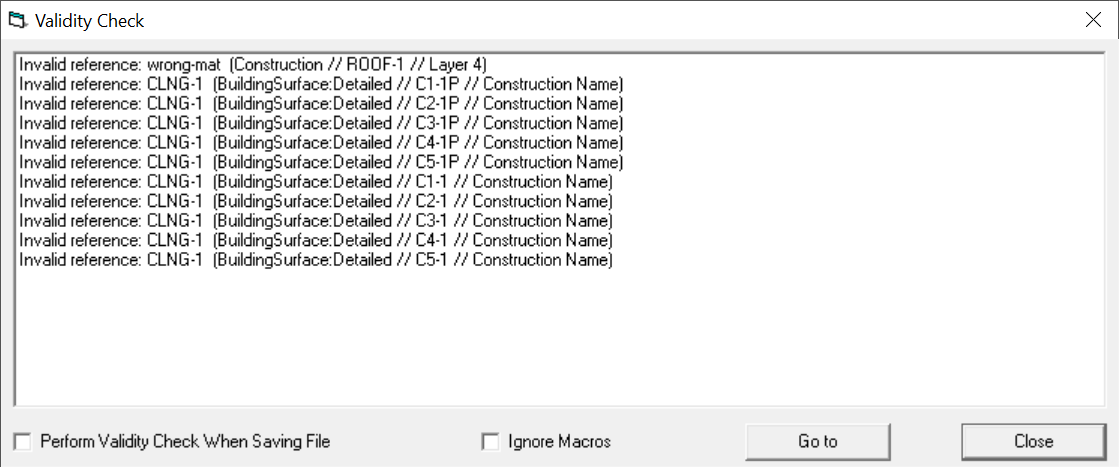 Validity Check
Invalid reference: wrong-mat  (Construction // ROOF-1 // Layer 4)
Invalid reference: CLNG-1  (BuildingSurface:Detailed // C1-1P // Construction Name)
Invalid reference: CLNG-1  (BuildingSurface:Detailed // C2-1P // Construction Name)
Invalid reference: CLNG-1  (BuildingSurface:Detailed // C3-1P // Construction Name)
Invalid reference: CLNG-1  (BuildingSurface:Detailed // C4-1P // Construction Name)
Invalid reference: CLNG-1  (BuildingSurface:Detailed // C5-1P // Construction Name)
Invalid reference: CLNG-1  (BuildingSurface:Detailed // C1-1 // Construction Name)
Invalid reference: CLNG-1  (BuildingSurface:Detailed // C2-1 // Construction Name)
Invalid reference: CLNG-1  (BuildingSurface:Detailed // C3-1 // Construction Name)
Invalid reference: CLNG-1  (BuildingSurface:Detailed // C4-1 // Construction Name)
Invalid reference: CLNG-1  (BuildingSurface:Detailed // C5-1 // Construction Name)
Perform Validity Check When Saving File
Ignore Macros
Go to
Close